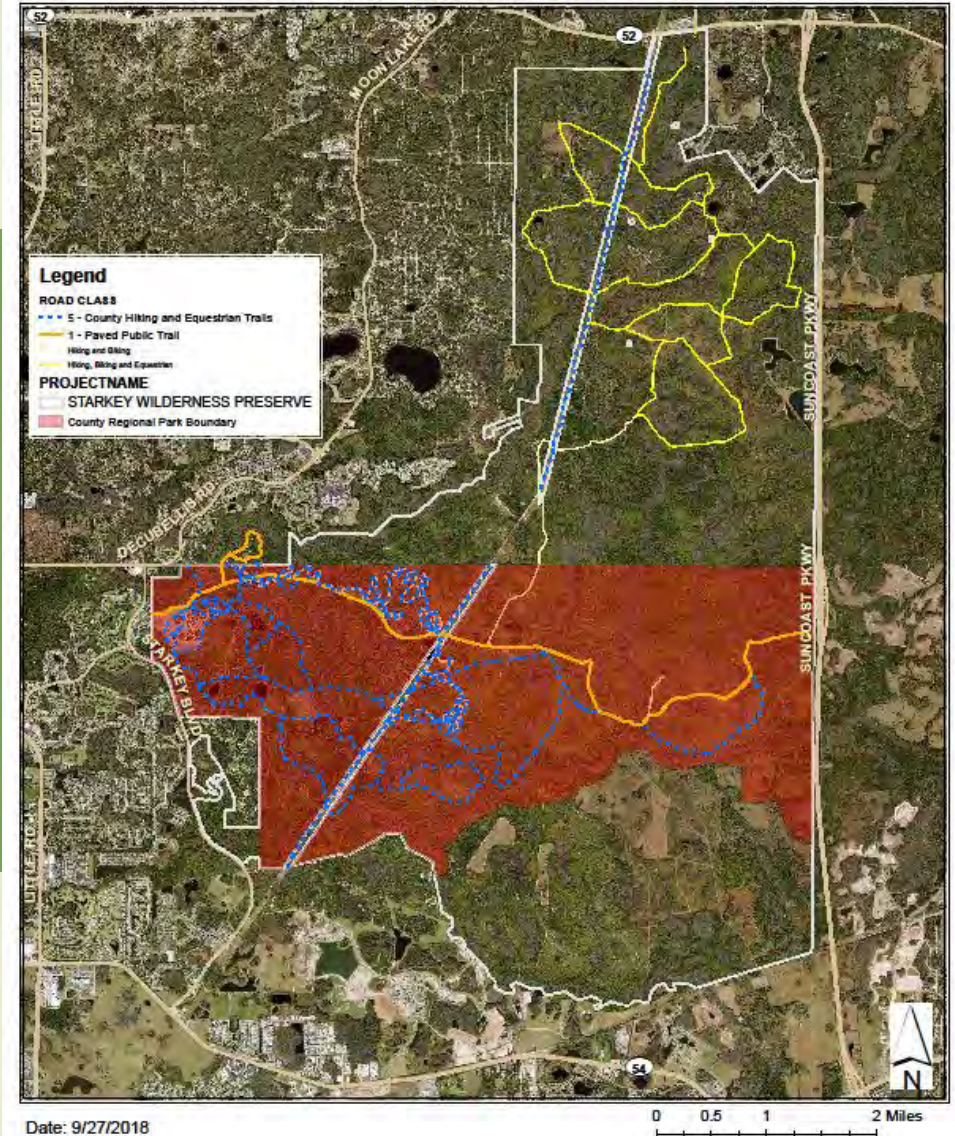 52
52
MOON LAKE RD
LITTLE RD
Legend
ROAD CLASS
5 - County Hiking and Equestrian Trails
1 - Paved Public Trail
Hiking and Biking
Hiking, Biking and Equestrian
PROJECTNAME
STARKEY WILDERNESS PRESERVE
County Regional Park Boundary
SUNCOAST PKWY
DECUBELLIS RD
SUNCOAST PKWY
STARKEY BLVD
LITTLE RD
54
N
Date: 9/27/2018
0 0.5 1 2 Miles